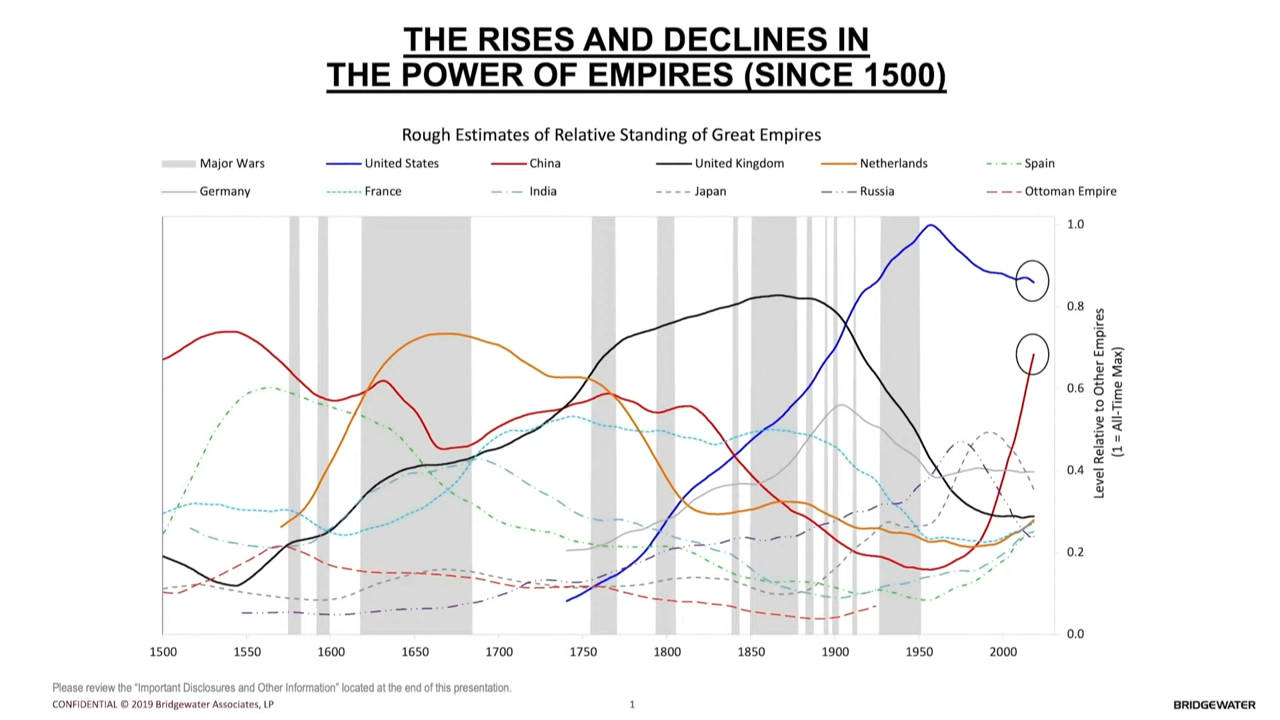 THE RISES AND DECLINES IN
THE POWER OF EMPIRES (SINCE 1500)
Rough Estimates of Relative Standing of Great Empires
Major Wars United States China United Kingdom Netherlands Spain
Germany France India Japan Russia Ottoman Empire
1.0
0.8
0.6
0.4
0.2
0.0
Level Relative to Other Empires
(1 = All-Time Max)
1500 1550 1600 1650 1700 1750 1800 1850 1900 1950 2000
Please review the “Important Disclosures and Other Information” located at the end of this presentation.
CONFIDENTIAL © 2019 Bridgewater Associates, LP 1 BRIDGEWATER